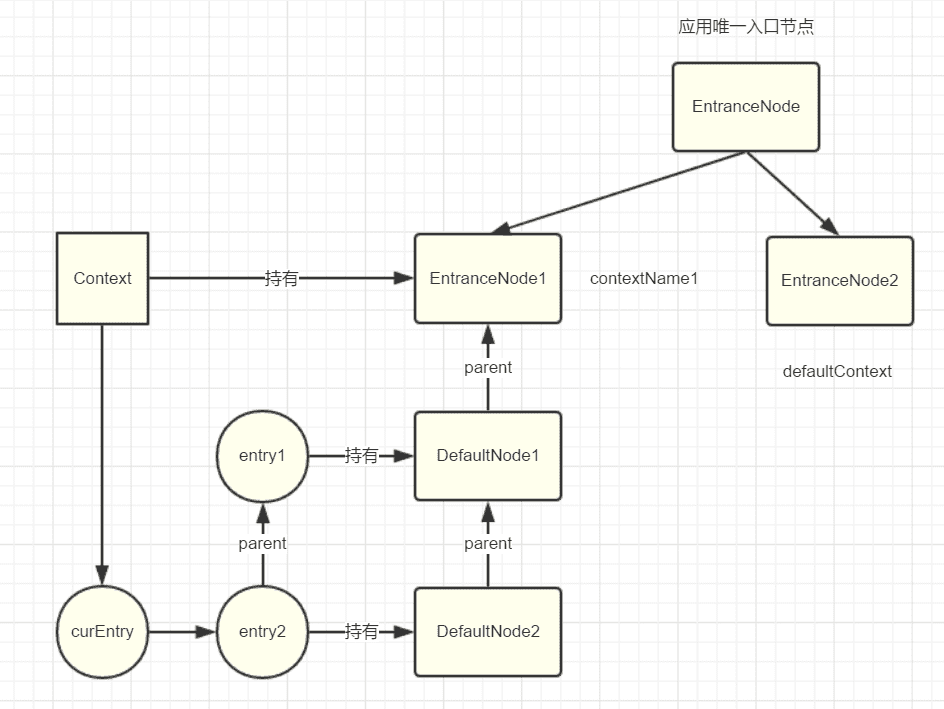 应用唯一入口节点
EntranceNode
Context
持有
EntranceNode1
contextName1
EntranceNode2
parent
defaultContext
entry1
持有
DefaultNode1
parent
parent
curEntry
entry2
持有
DefaultNode2